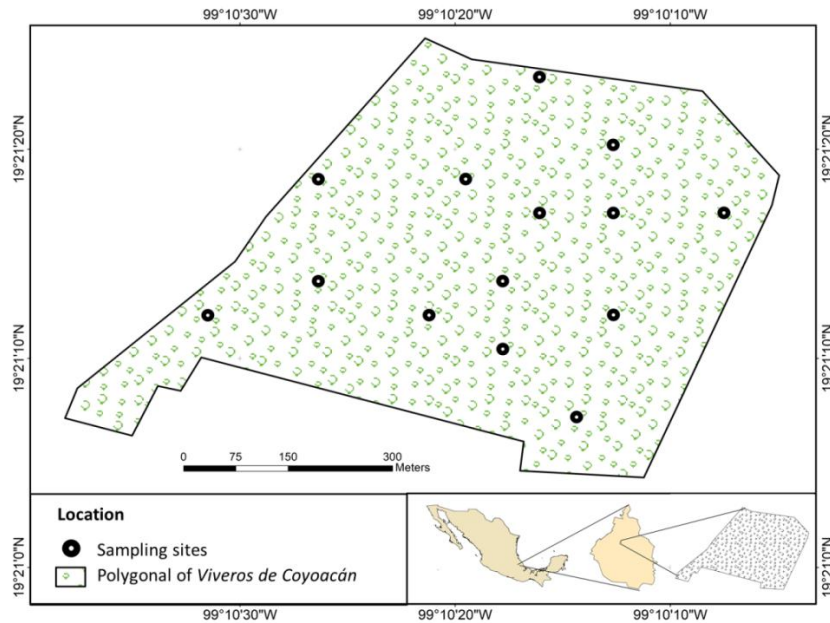 99°10'30"W 99°10'20"W 99°10'10"W
19°21'20"N 19°21'20"N
19°21'10"N 19°21'10"N
0 75 150 300
Meters
Location
Sampling sites
Polygonal of Viveros de Coyoacán
19°21'0"N 19°21'0"N
99°10'30"W 99°10'20"W 99°10'10"W